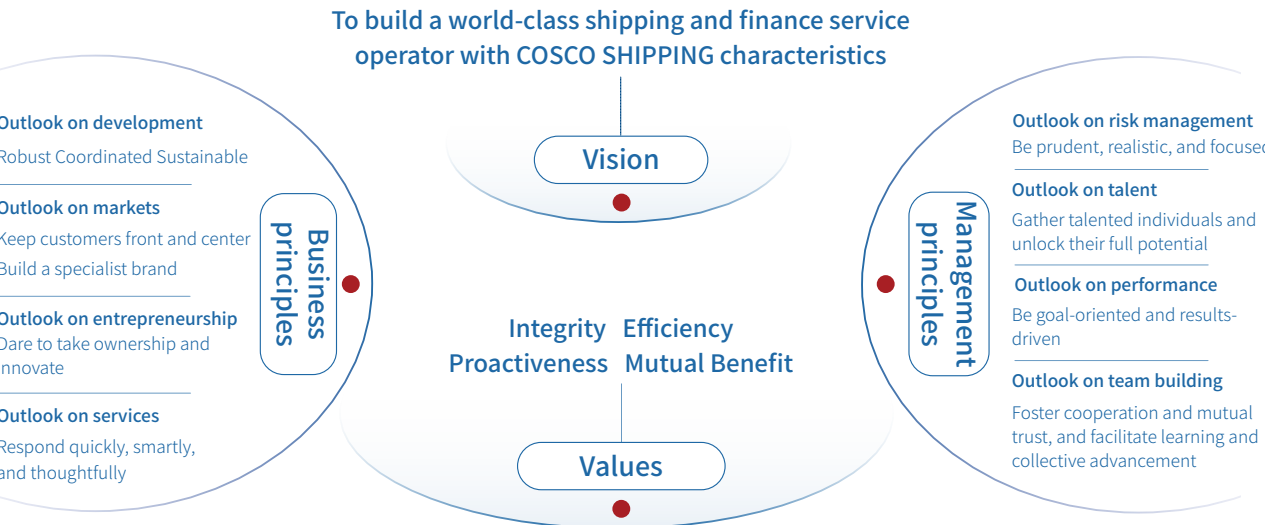 To build a world-class shipping and finance service
operator with COSCO SHIPPING characteristics
Vision
Outlook on development
Robust Coordinated Sustainable
Outlook on markets
Keep customers front and center
Build a specialist brand
Outlook on entrepreneurship
Dare to take ownership and
innovate
Outlook on services
Respond quickly, smartly,
and thoughtfully
Business
principles
Integrity Efficiency
Proactiveness Mutual Benefit
Values
Management
principles
Outlook on risk management
Be prudent, realistic, and focused
Outlook on talent
Gather talented individuals and
unlock their full potential
Outlook on performance
Be goal-oriented and results-
driven
Outlook on team building
Foster cooperation and mutual
trust, and facilitate learning and
collective advancement